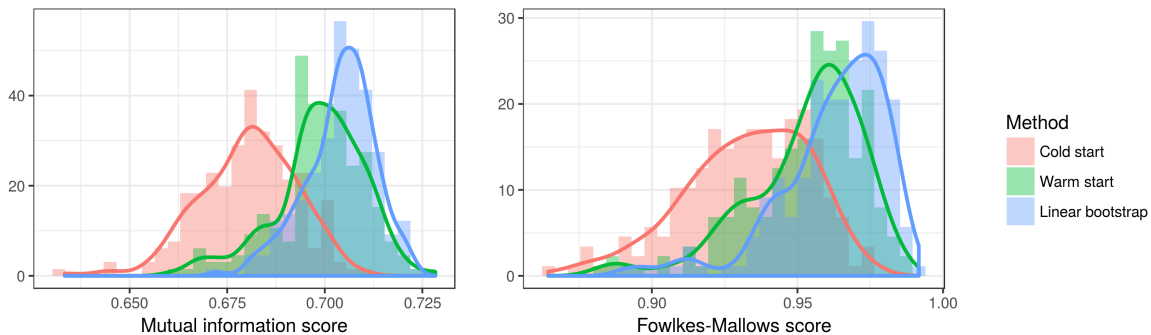 40
20
0
0.650
0.675
0.700
0.725
Mutual information score
30
20
10
0
0.90
0.95
1.00
Fowlkes-Mallows score
Method
Cold start
Warm start
Linear bootstrap